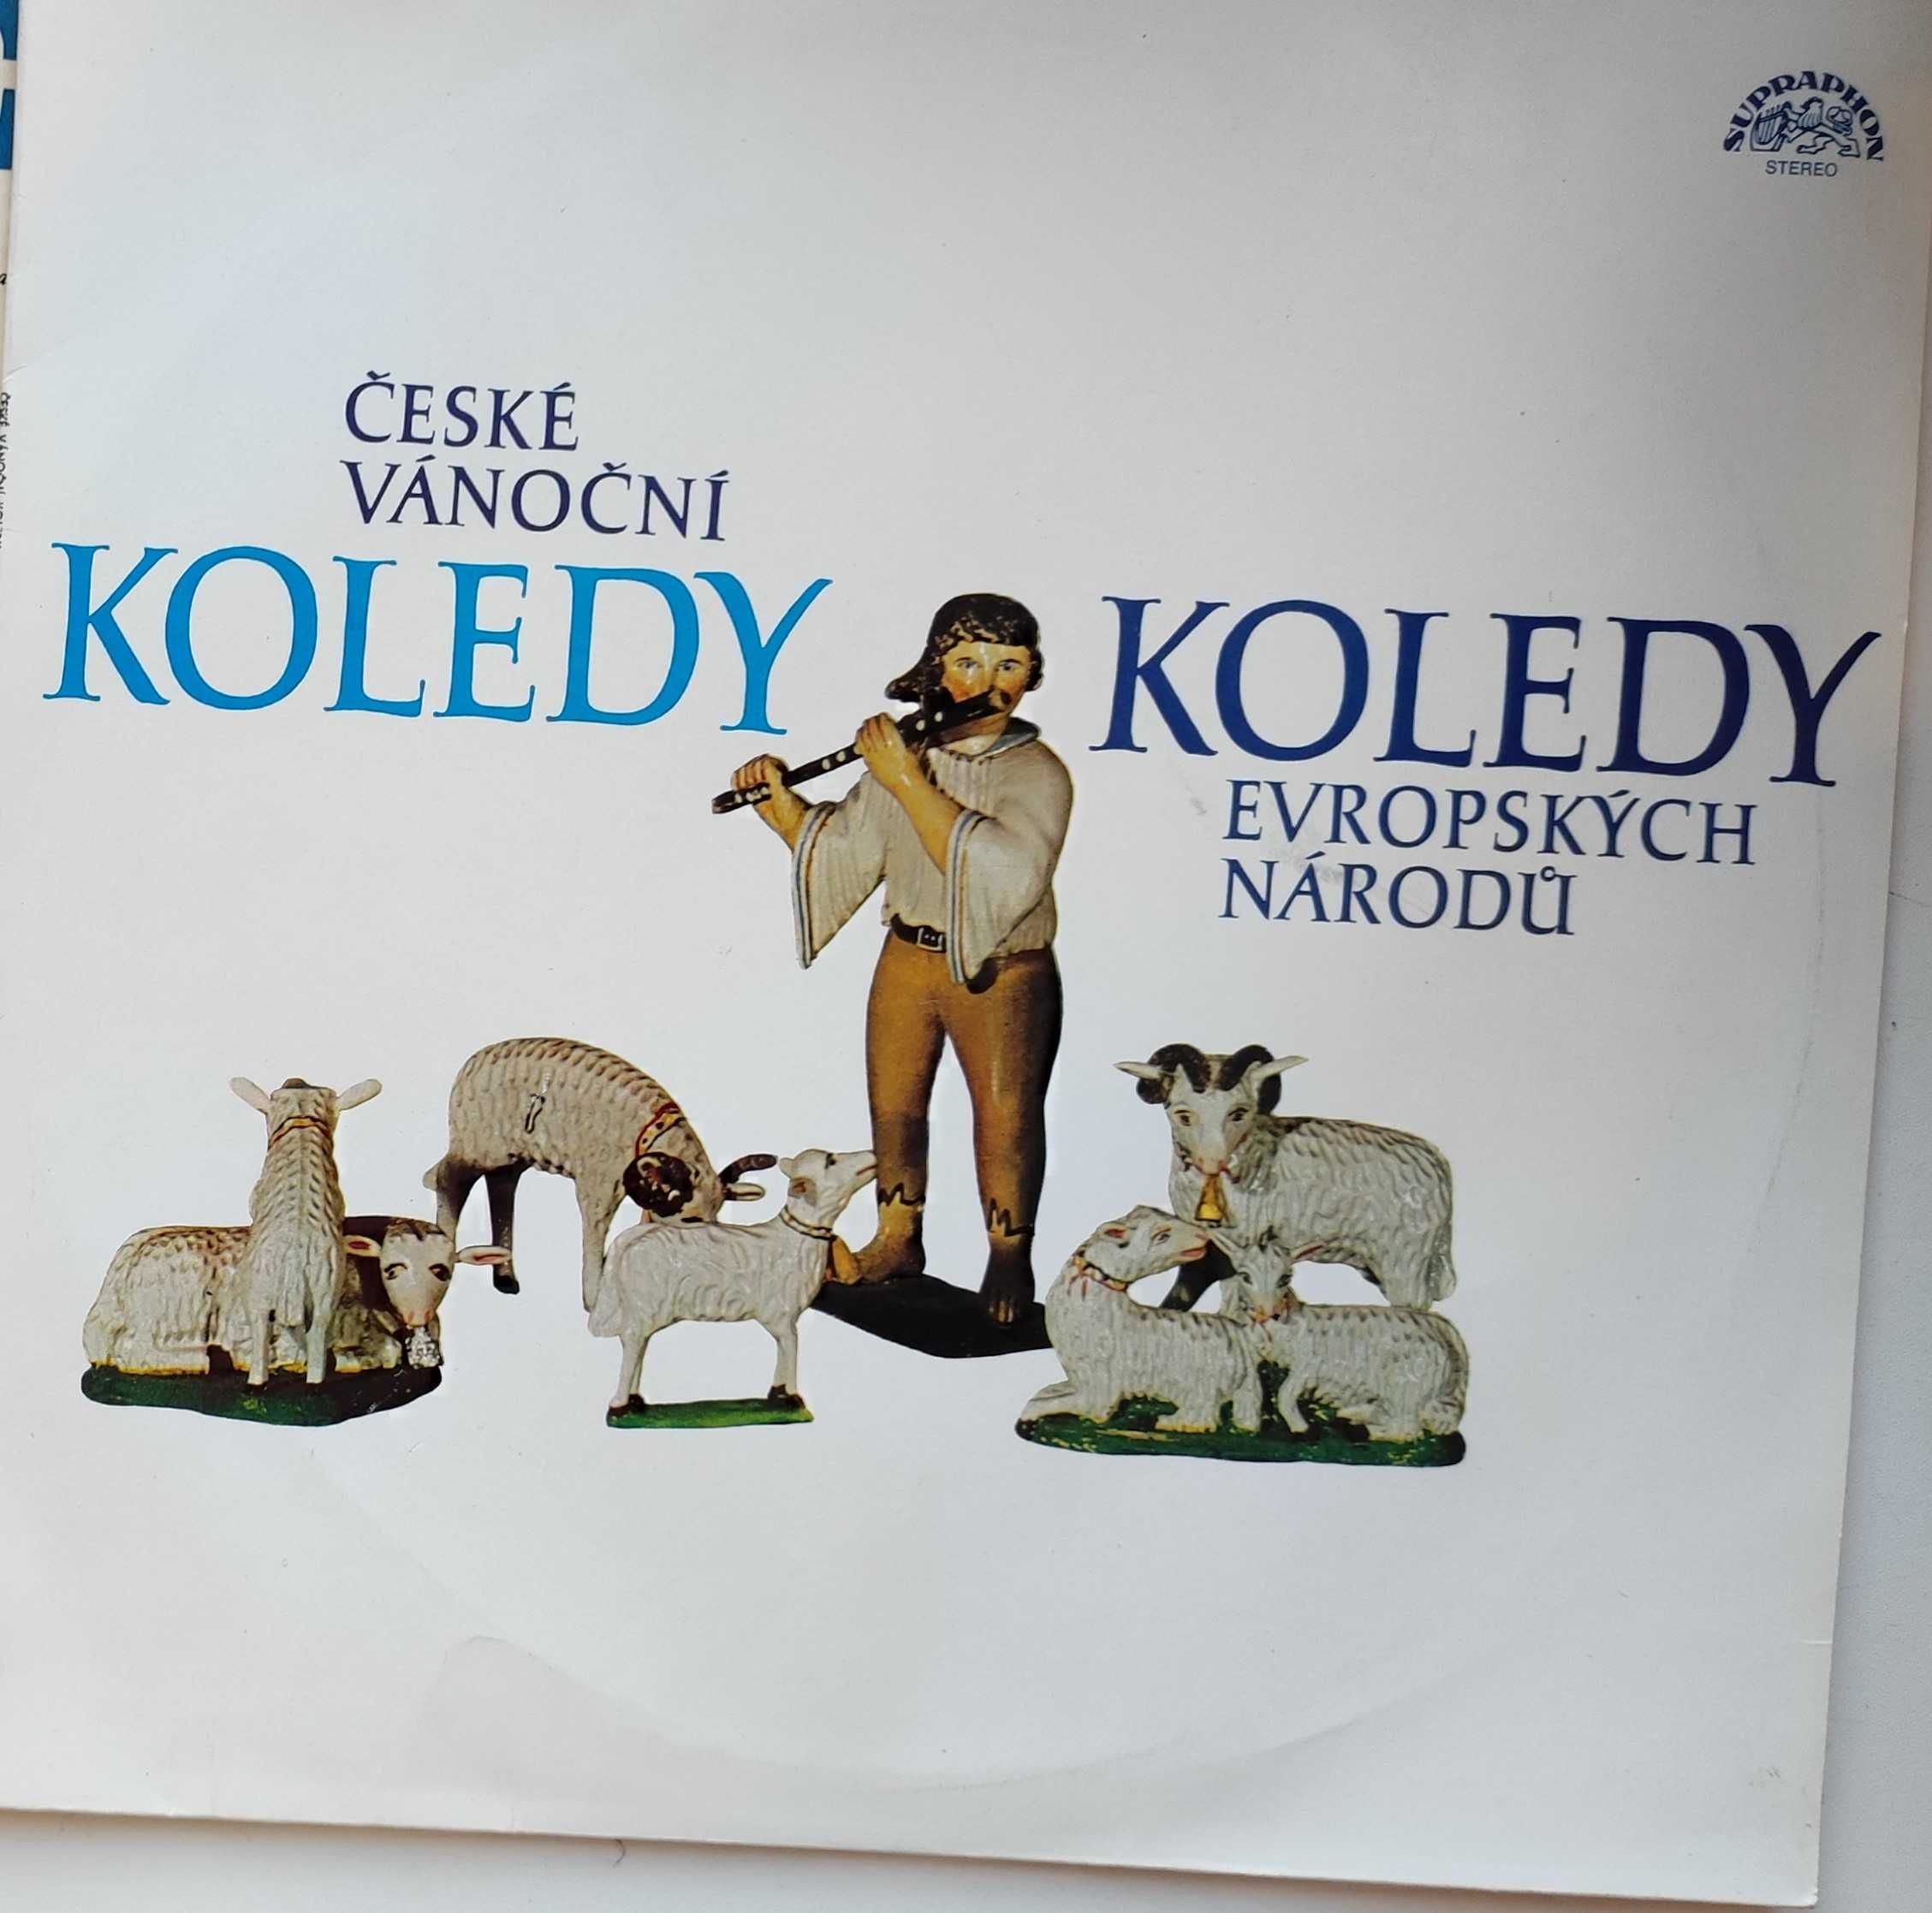 SUPRAPHON
STEREO
ČESKÉ
VÁNOČNÍ
KOLEDY
KOLEDY
EVROPSKÝCH
NÁRODŮ